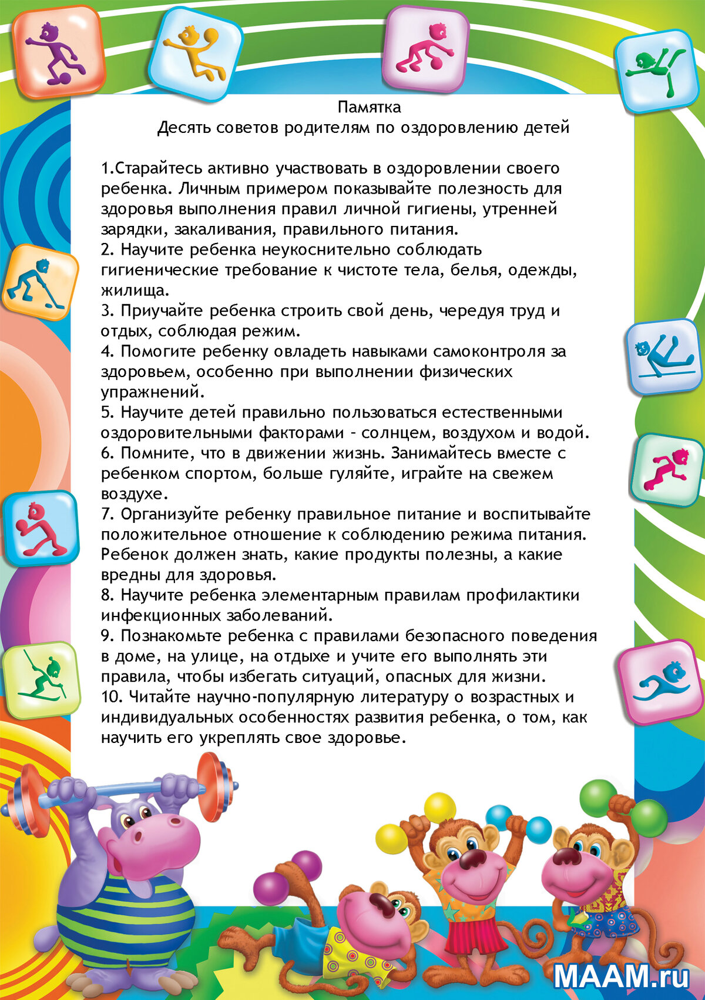 Памятка
Десять советов родителям по оздоровлению детей
1.Старайтесь активно участвовать в оздоровлении своего
ребенка. Личным примером показывайте полезность для
здоровья выполнения правил личной гигиены, утренней
зарядки, закаливания, правильного питания.
2. Научите ребенка неукоснительно соблюдать
гигиенические требование к чистоте тела, белья, одежды,
жилища.
3. Приучайте ребенка строить свой день, чередуя труд и
отдых, соблюдая режим.
4. Помогите ребенку овладеть навыками самоконтроля за
здоровьем, особенно при выполнении физических
упражнений.
5. Научите детей правильно пользоваться естественными
оздоровительными факторами – солнцем, воздухом и водой.
6. Помните, что в движении жизнь. Занимайтесь вместе с
ребенком спортом, больше гуляйте, играйте на свежем
воздухе.
7. Организуйте ребенку правильное питание и воспитывайте
положительное отношение к соблюдению режима питания.
Ребенок должен знать, какие продукты полезны, а какие
вредны для здоровья.
8. Научите ребенка элементарным правилам профилактики
инфекционных заболеваний.
9. Познакомьте ребенка с правилами безопасного поведения
в доме, на улице, на отдыхе и учите его выполнять эти
правила, чтобы избегать ситуаций, опасных для жизни.
10. Читайте научно-популярную литературу о возрастных и
индивидуальных особенностях развития ребенка, о том, как
научить его укреплять свое здоровье.
MAAM.ru